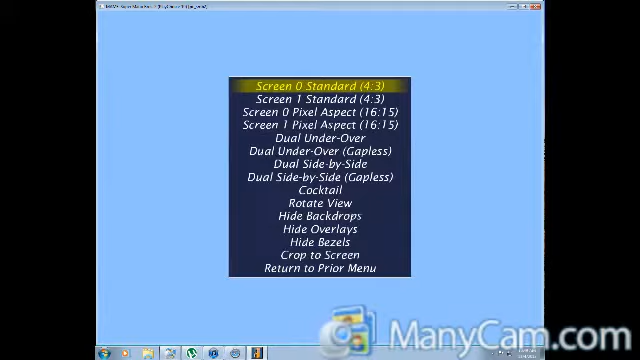 Screen 0 Standard (4:3)
Screen 1 Standard (4:3)
Screen 0 Pixel Aspect (16:15)
Screen 1 Pixel Aspect (16:15)
Dual Under-Over
Dual Under-Over (Gapless)
Dual Side-by-Side
Dual Side-by-Side (Gapless)
Cocktail
Rotate View
Hide Backdrops
Hide Overlays
Hide Bezels
Crop to Screen
Return to Prior Menu
ManyCam.com